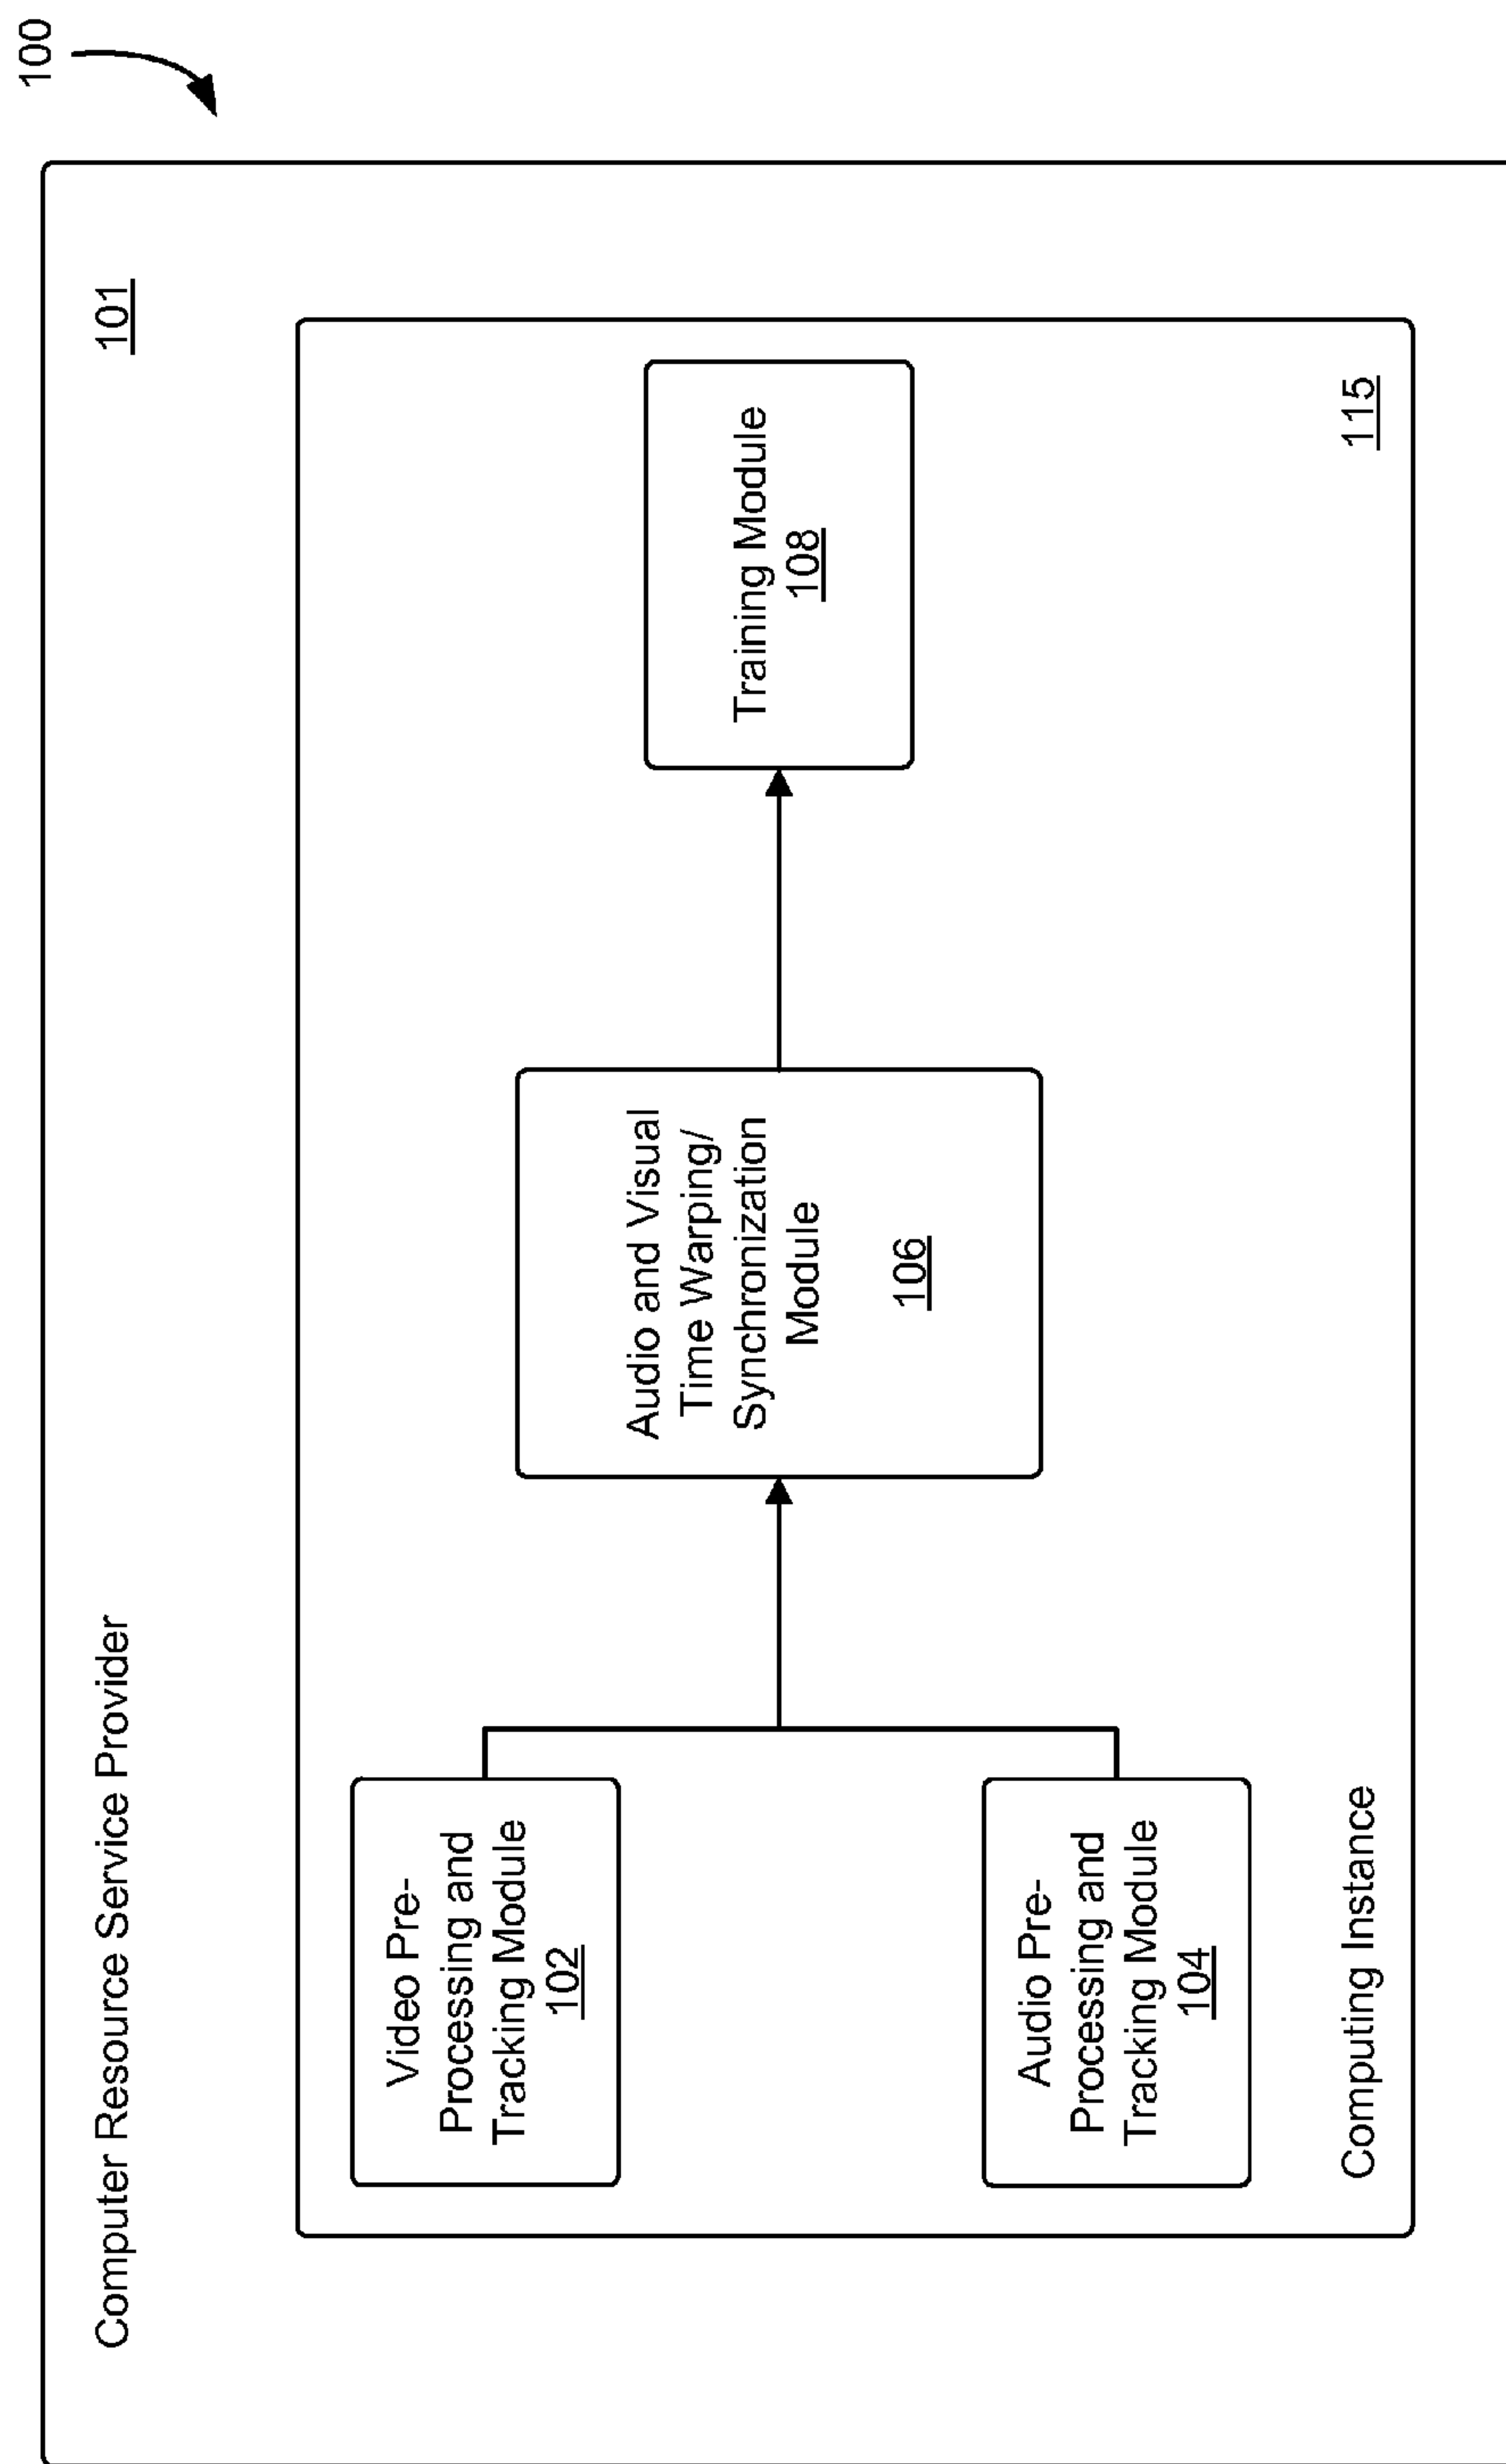 100
Computer Resource Service Provider
101
Video Pre-
Processing and
Tracking Module
102
Audio Pre-
Processing and
Tracking Module
104
Audio and Visual
Time Warping/
Synchronization
Module
106
Training Module
108
Computing Instance
115